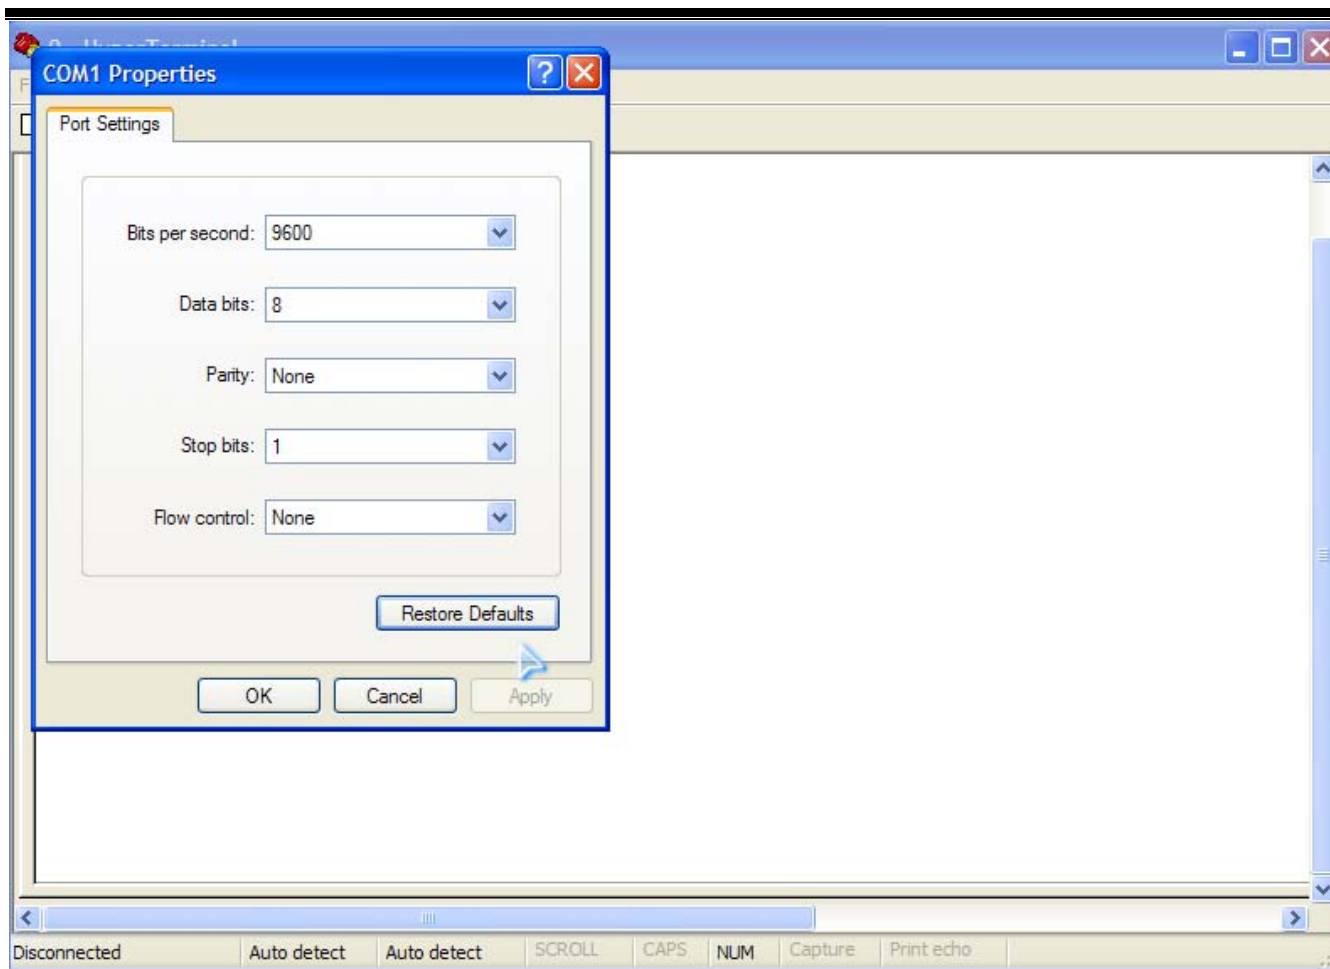 COM1 Properties
Port Settings
Bits per second: 9600
Data bits: 8
Parity: None
Stop bits: 1
Flow control: None
Restore Defaults
OK Cancel Apply
Disconnected Auto detect Auto detect SCROLL CAPS NUM Capture Print echo